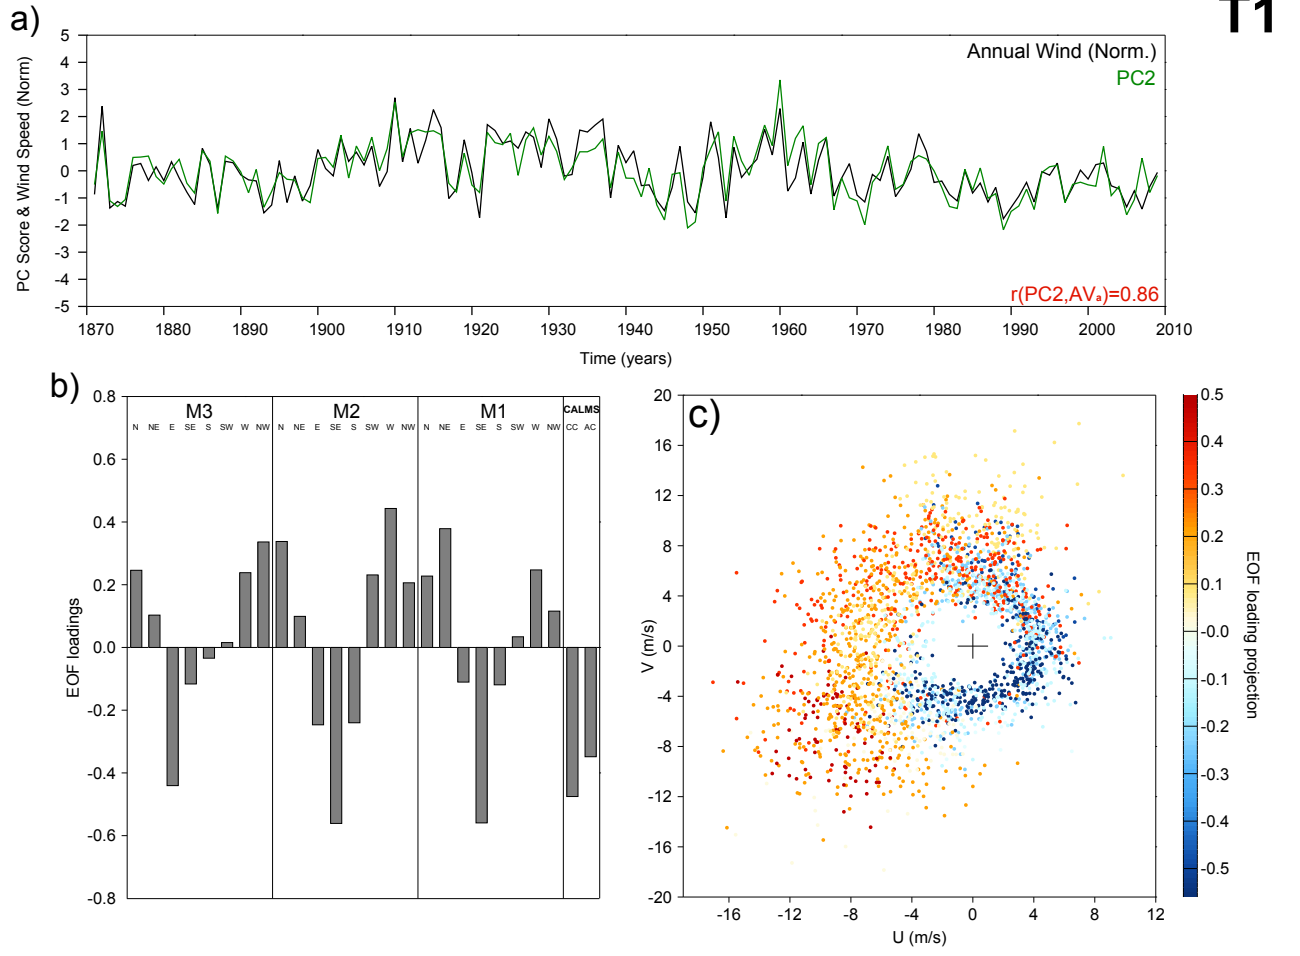 T1
a)
5
4
3
2
1
0
-1
-2
-3
-4
-5
PC Score & Wind Speed (Norm)
Annual Wind (Norm.)
PC2
r(PC2,AVa)=0.86
1870 1880 1890 1900 1910 1920 1930 1940 1950 1960 1970 1980 1990 2000 2010
Time (years)
b)
0.8
0.6
0.4
0.2
0.0
-0.2
-0.4
-0.6
-0.8
EOF loadings
M3 M2 M1 CALMS
N NE E SE S SW W NW N NE E SE S SW W NW N NE E SE S SW W NW CC AC
c)
20
16
12
8
4
0
-4
-8
-12
-16
-20
V (m/s)
-16 -12 -8 -4 0 4 8 12
U (m/s)
0.5
0.4
0.3
0.2
0.1
-0.0
-0.1
-0.2
-0.3
-0.4
-0.5
EOF loading projection